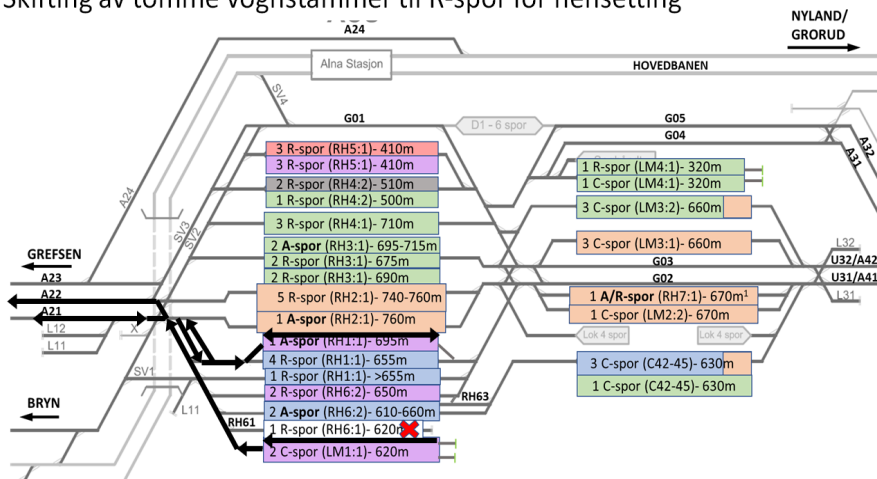 Skifting av tomme vognstammer til R-spor for hensetting
NYLAND/
GRORUD
A24
Alna Stasjon
HOVEDBANEN
SV4
G01
D1 - 6 spor
G05
G04
A32
A31
3 R-spor (RH5:1)- 410m
3 R-spor (RH5:1)- 410m
2 R-spor (RH4:2)- 510m
1 R-spor (RH4:2)- 500m
3 R-spor (RH4:1)- 710m
2 A-spor (RH3:1)- 695-715m
2 R-spor (RH3:1)- 675m
2 R-spor (RH3:1)- 690m
5 R-spor (RH2:1)- 740-760m
1 A-spor (RH2:1)- 760m
1 A-spor (RH1:1)- 695m
4 R-spor (RH1:1)- 655m
1 R-spor (RH1:1)- >655m
2 R-spor (RH6:2)- 650m
2 A-spor (RH6:2)- 610-660m
1 R-spor (RH6:1)- 620m
2 C-spor (LM1:1)- 620m
1 R-spor (LM4:1)- 320m
1 C-spor (LM4:1)- 320m
3 C-spor (LM3:2)- 660m
3 C-spor (LM3:1)- 660m
G03
G02
1 A/R-spor (RH7:1)- 670m¹
1 C-spor (LM2:2)- 670m
Lok 4 spor
Lok 4 spor
3 C-spor (C42-45)- 630m
1 C-spor (C42-45)- 630m
L32
U32/A42
U31/A41
L31
A24
SV3
SV2
GREFSEN
A23
A22
A21
L12
L11
X
SV1
L11
BRYN
RH61
RH63